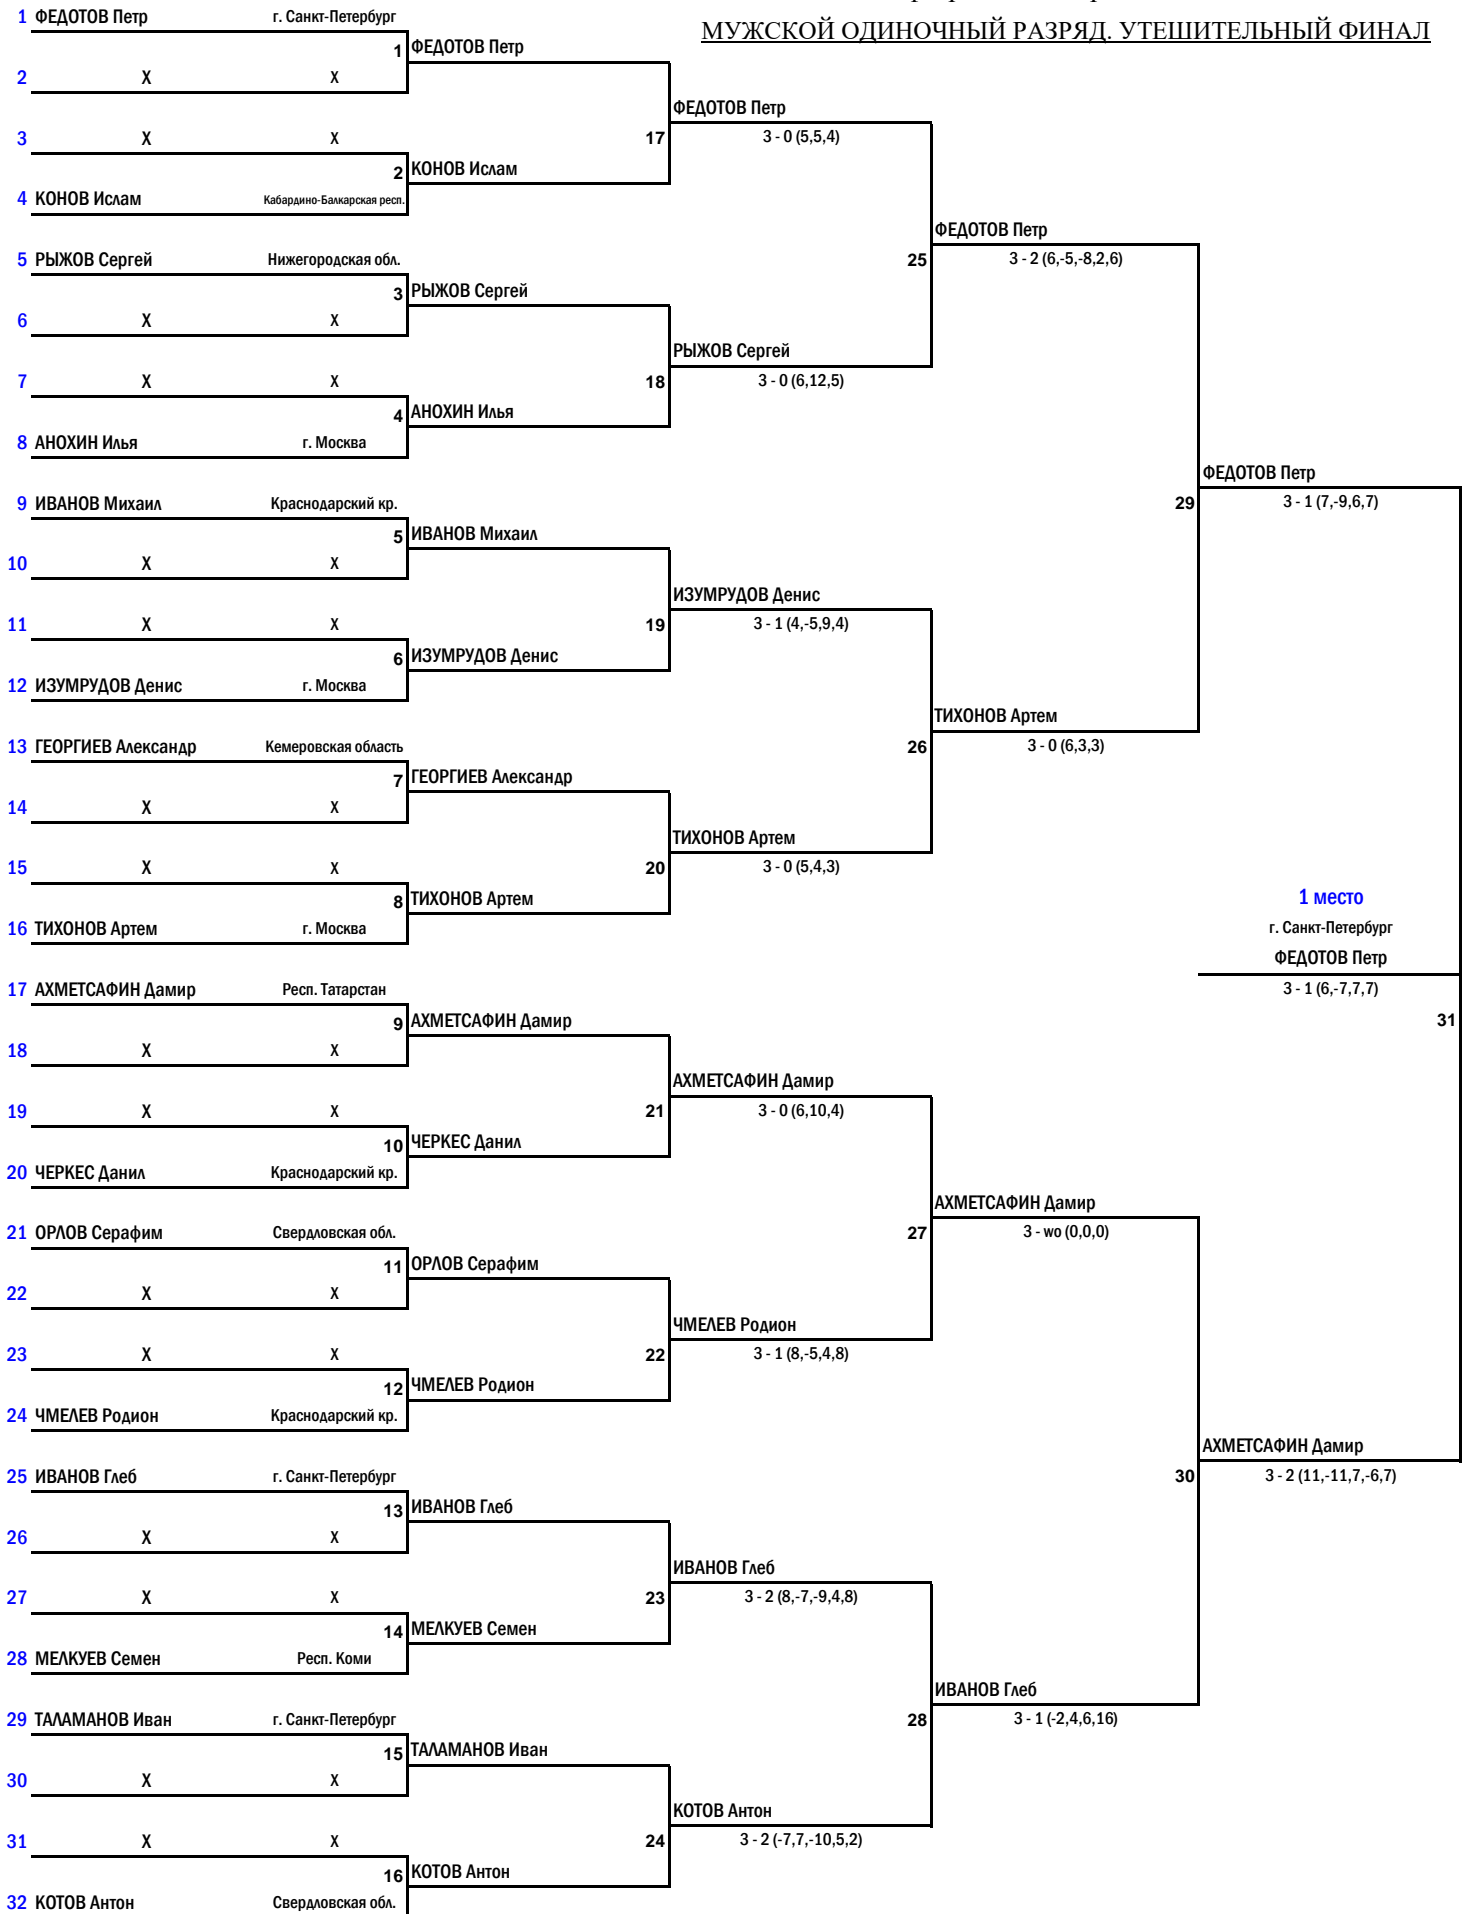 МУЖСКОЙ ОДИНОЧНЫЙ РАЗРЯД. УТЕШИТЕЛЬНЫЙ ФИНАЛ
1 ФЕДОТОВ Петр г. Санкт-Петербург
1 ФЕДОТОВ Петр
2 X X
ФЕДОТОВ Петр
3 X X 17 3 - 0 (5,5,4)
2 КОНОВ Ислам
4 КОНОВ Ислам Кабардино-Балкарская респ.
ФЕДОТОВ Петр
5 РЫЖОВ Сергей Нижегородская обл. 25 3 - 2 (6,-5,-8,2,6)
3 РЫЖОВ Сергей
6 X X
РЫЖОВ Сергей
7 X X 18 3 - 0 (6,12,5)
4 АНОХИН Илья
8 АНОХИН Илья г. Москва
ФЕДОТОВ Петр
9 ИВАНОВ Михаил Краснодарский кр. 29 3 - 1 (7,-9,6,7)
5 ИВАНОВ Михаил
10 X X
ИЗУМРУДОВ Денис
11 X X 19 3 - 1 (4,-5,9,4)
6 ИЗУМРУДОВ Денис
12 ИЗУМРУДОВ Денис г. Москва
ТИХОНОВ Артем
13 ГЕОРГИЕВ Александр Кемеровская область 26 3 - 0 (6,3,3)
7 ГЕОРГИЕВ Александр
14 X X
ТИХОНОВ Артем
15 X X 20 3 - 0 (5,4,3)
1 место
8 ТИХОНОВ Артем
16 ТИХОНОВ Артем г. Москва г. Санкт-Петербург
ФЕДОТОВ Петр
17 АХМЕТСАФИН Дамир Респ. Татарстан 3 - 1 (6,-7,7,7)
9 АХМЕТСАФИН Дамир 31
18 X X
АХМЕТСАФИН Дамир
19 X X 21 3 - 0 (6,10,4)
10 ЧЕРКЕС Данил
20 ЧЕРКЕС Данил Краснодарский кр.
АХМЕТСАФИН Дамир
21 ОРЛОВ Серафим Свердловская обл. 27 3 - wo (0,0,0)
11 ОРЛОВ Серафим
22 X X
ЧМЕЛЕВ Родион
23 X X 22 3 - 1 (8,-5,4,8)
12 ЧМЕЛЕВ Родион
24 ЧМЕЛЕВ Родион Краснодарский кр.
АХМЕТСАФИН Дамир
25 ИВАНОВ Глеб г. Санкт-Петербург 30 3 - 2 (11,-11,7,-6,7)
13 ИВАНОВ Глеб
26 X X
ИВАНОВ Глеб
27 X X 23 3 - 2 (8,-7,-9,4,8)
14 МЕЛКУЕВ Семен
28 МЕЛКУЕВ Семен Респ. Коми
ИВАНОВ Глеб
29 ТАЛАМАНОВ Иван г. Санкт-Петербург 28 3 - 1 (-2,4,6,16)
15 ТАЛАМАНОВ Иван
30 X X
КОТОВ Антон
31 X X 24 3 - 2 (-7,7,-10,5,2)
16 КОТОВ Антон
32 КОТОВ Антон Свердловская обл.